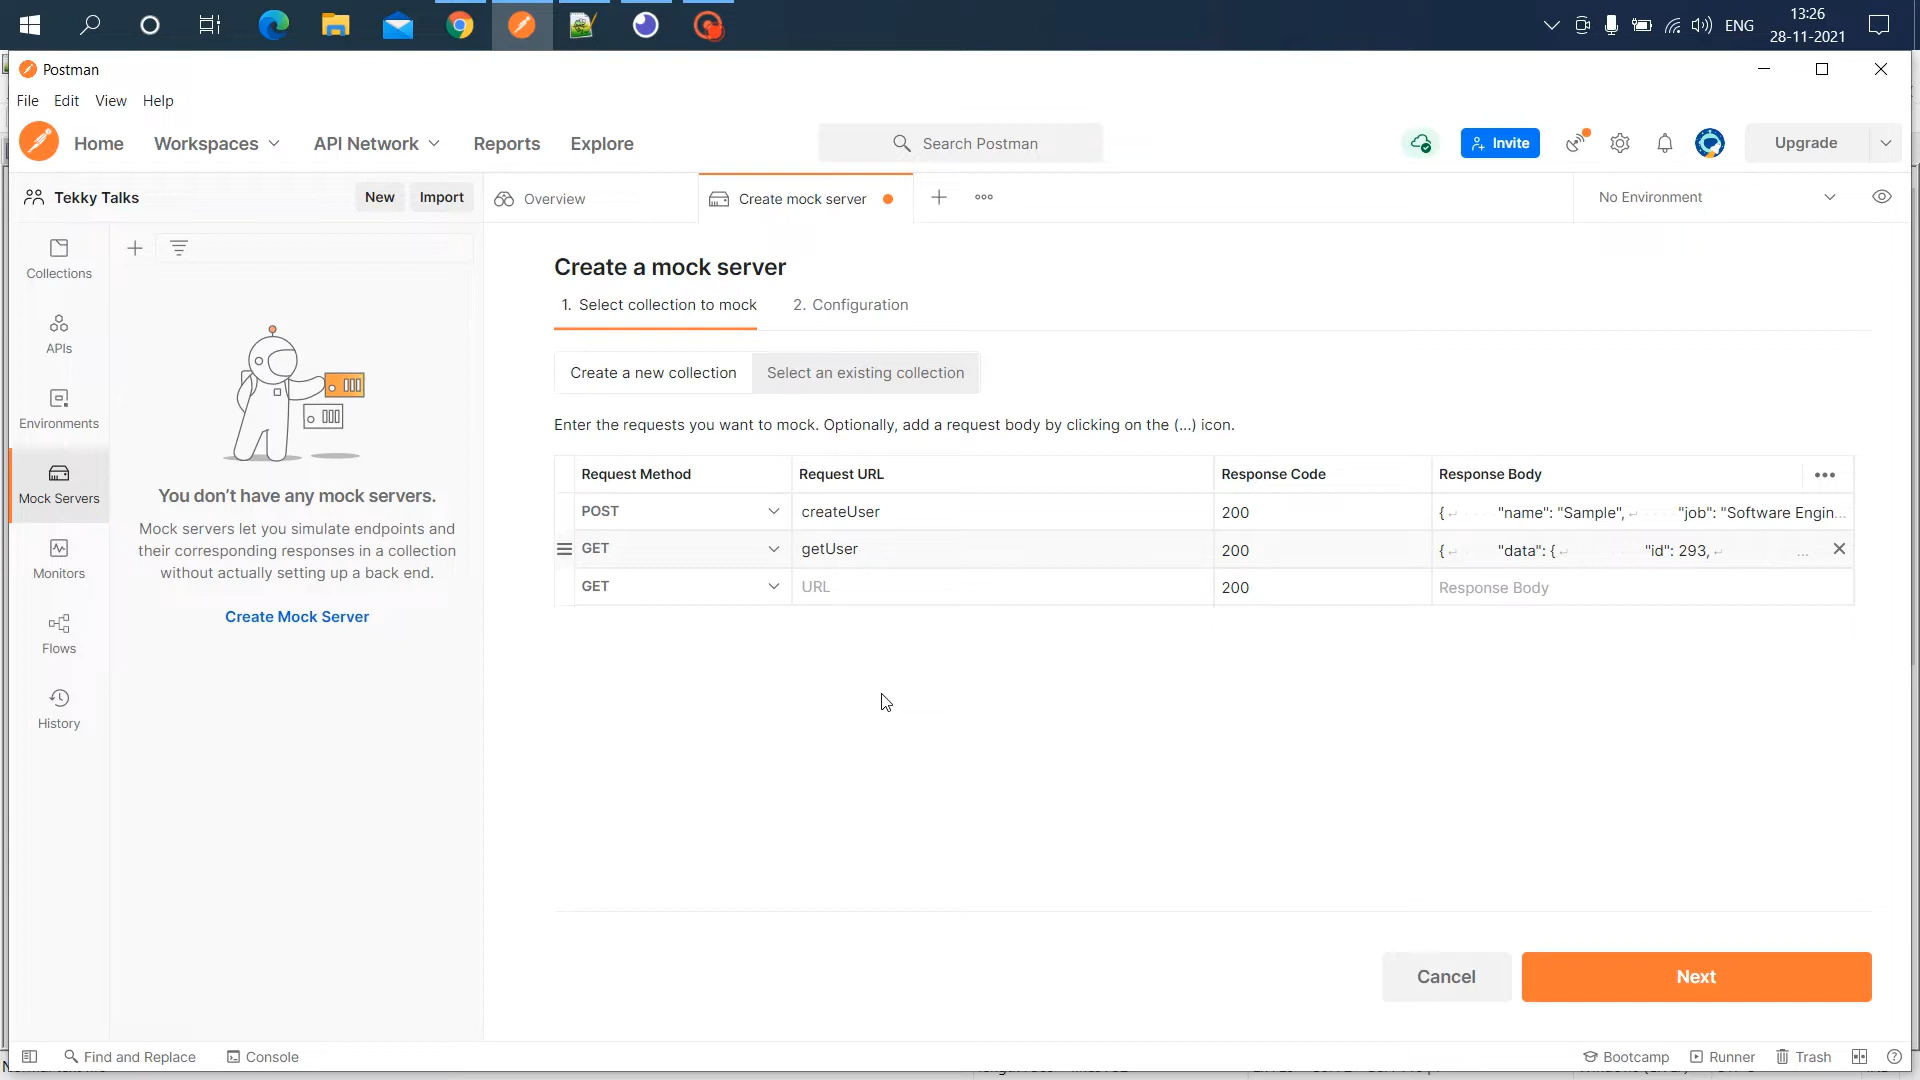 ENG
13:26
28-11-2021
Postman
File Edit View Help
Home Workspaces API Network Reports Explore
Search Postman
Invite
Upgrade
Tekky Talks
New
Import
Overview
Create mock server
No Environment
Collections
APIs
Environments
Mock Servers
Monitors
Flows
History
You don't have any mock servers.
Mock servers let you simulate endpoints and
their corresponding responses in a collection
without actually setting up a back end.
Create Mock Server
Create a mock server
1. Select collection to mock
2. Configuration
Create a new collection
Select an existing collection
Enter the requests you want to mock. Optionally, add a request body by clicking on the (...) icon.
Request Method Request URL Response Code Response Body
POST createUser 200 { "name": "Sample", "job": "Software Engin...
GET getUser 200 { "data": { "id": 293, ...
GET URL 200 Response Body
Cancel
Next
Find and Replace
Console
Bootcamp
Runner
Trash